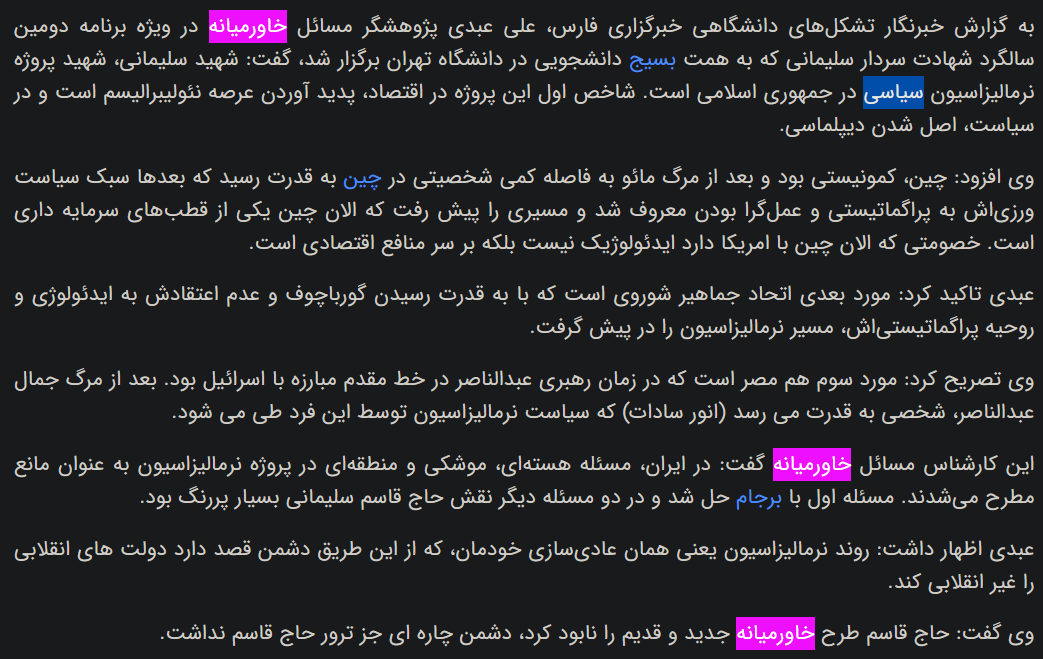 به گزارش خبرنگار تشکل‌های دانشگاهی خبرگزاری فارس، علی عبدی پژوهشگر مسائل خاورمیانه در ویژه برنامه دومین
سالگرد شهادت سردار سلیمانی که به همت بسیج دانشجویی در دانشگاه تهران برگزار شد، گفت: شهید سلیمانی، شهید پروژه
نرمالیزاسیون سیاسی در جمهوری اسلامی است. شاخص اول این پروژه در اقتصاد، پدید آوردن عرصه نئولیبرالیسم است و در
سیاست، اصل شدن دیپلماسی.
وی افزود: چین، کمونیستی بود و بعد از مرگ مائو به فاصله کمی شخصیتی در چین به قدرت رسید که بعدها سبک سیاست
ورزی‌اش به پراگماتیستی و عمل‌گرا بودن معروف شد و مسیری را پیش رفت که الان چین یکی از قطب‌های سرمایه داری
است. خصومتی که الان چین با امریکا دارد ایدئولوژیک نیست بلکه بر سر منافع اقتصادی است.
عبدی تاکید کرد: مورد بعدی اتحاد جماهیر شوروی است که با به قدرت رسیدن گورباچوف و عدم اعتقادش به ایدئولوژی و
روحیه پراگماتیستی‌اش، مسیر نرمالیزاسیون را در پیش گرفت.
وی تصریح کرد: مورد سوم هم مصر است که در زمان رهبری عبدالناصر در خط مقدم مبارزه با اسرائیل بود. بعد از مرگ جمال
عبدالناصر، شخصی به قدرت می رسد (انور سادات) که سیاست نرمالیزاسیون توسط این فرد طی می شود.
این کارشناس مسائل خاورمیانه گفت: در ایران، مسئله هسته‌ای، موشکی و منطقه‌ای در پروژه نرمالیزاسیون به عنوان مانع
مطرح می‌شدند. مسئله اول با برجام حل شد و در دو مسئله دیگر نقش حاج قاسم سلیمانی بسیار پررنگ بود.
عبدی اظهار داشت: روند نرمالیزاسیون یعنی همان عادی‌سازی خودمان، که از این طریق دشمن قصد دارد دولت های انقلابی
را غیر انقلابی کند.
وی گفت: حاج قاسم طرح خاورمیانه جدید و قدیم را نابود کرد، دشمن چاره ای جز ترور حاج قاسم نداشت.